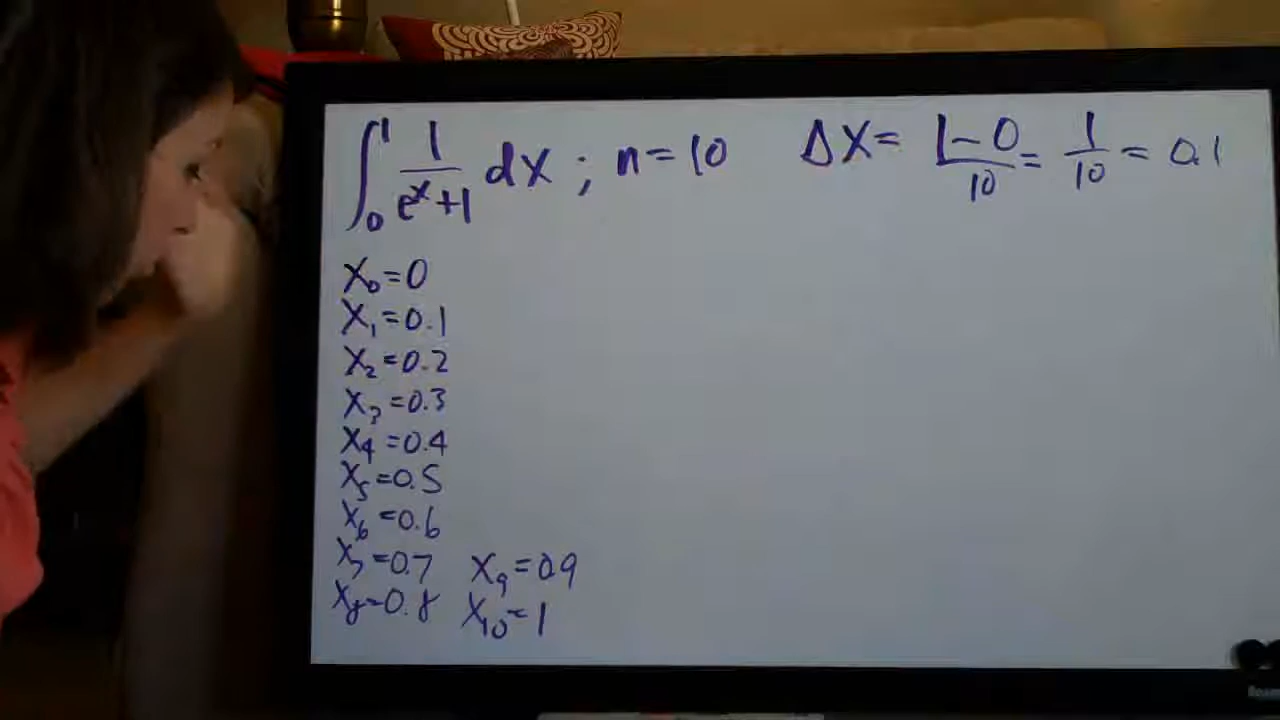 ∫₀¹ 1/(eˣ+1) dx ; n=10   Δx= (1-0)/10 = 1/10 = 0.1
x₀=0
x₁=0.1
x₂=0.2
x₃=0.3
x₄=0.4
x₅=0.5
x₆=0.6
x₇=0.7   x₉=0.9
x₈=0.8   x₁₀=1